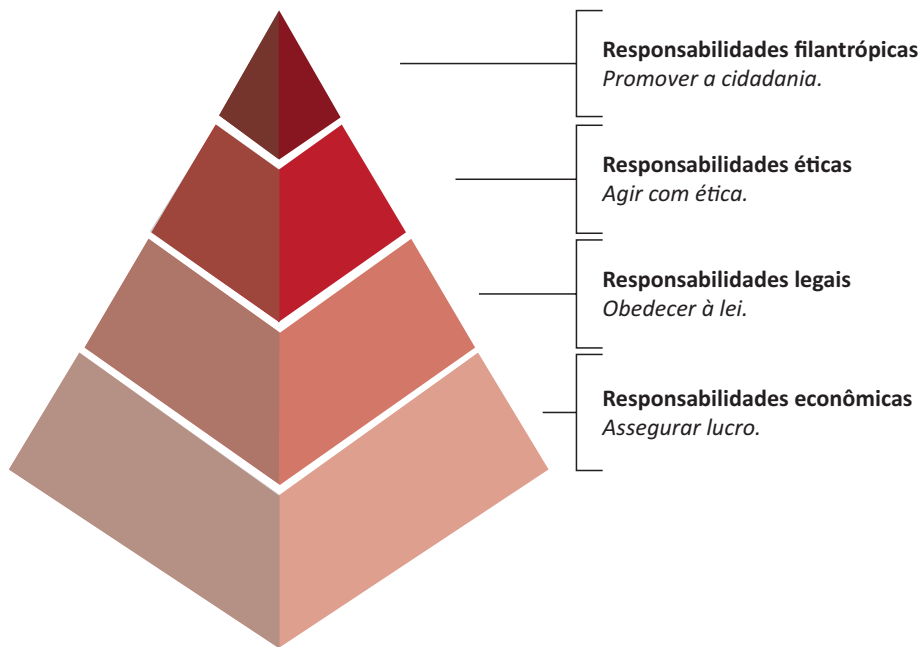 Responsabilidades filantrópicas
Promover a cidadania.
Responsabilidades éticas
Agir com ética.
Responsabilidades legais
Obedecer à lei.
Responsabilidades econômicas
Assegurar lucro.